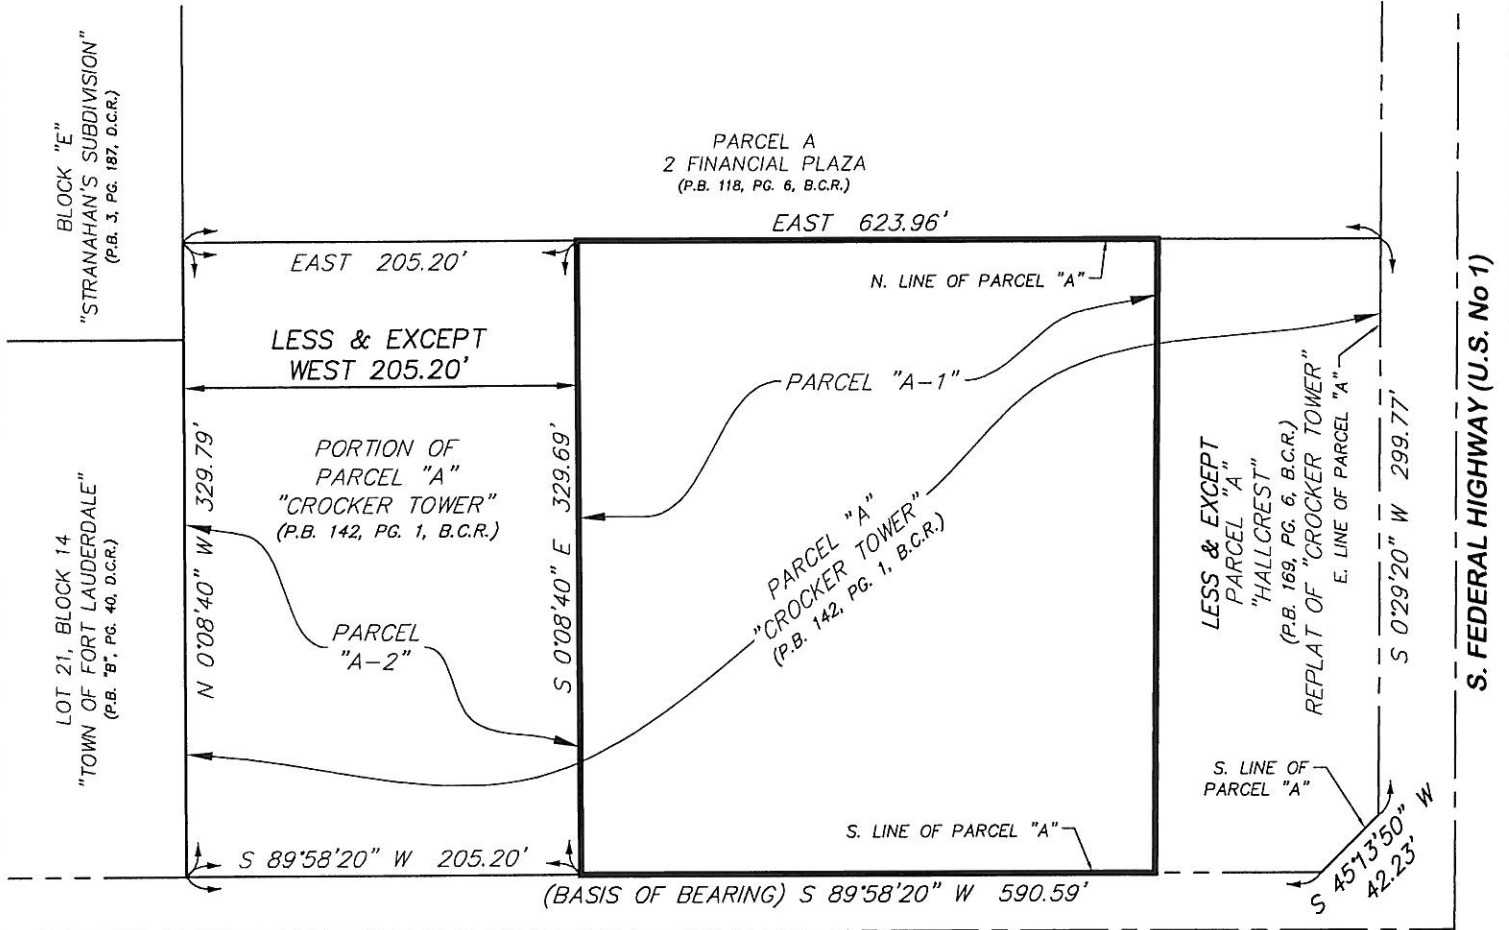 BLOCK "E"
"STRANAHAN'S SUBDIVISION"
(P.B. 3, PG. 187, D.C.R.)
PARCEL A
2 FINANCIAL PLAZA
(P.B. 118, PG. 6, B.C.R.)
EAST 623.96'
EAST 205.20'
N. LINE OF PARCEL "A"
LESS & EXCEPT
WEST 205.20'
PARCEL "A-1"
N 0°08'40" W 329.79'
PORTION OF
PARCEL "A"
"CROCKER TOWER"
(P.B. 142, PG. 1, B.C.R.)
S 0°08'40" E 329.69'
LOT 21, BLOCK 14
"TOWN OF FORT LAUDERDALE"
(P.B. "B", PG. 40, D.C.R.)
PARCEL
"A-2"
PARCEL "A"
"CROCKER TOWER"
(P.B. 142, PG. 1, B.C.R.)
LESS & EXCEPT
PARCEL "A"
"HALLCREST"
(P.B. 169, PG. 6, B.C.R.)
REPLAT OF "CROCKER TOWER"
E. LINE OF PARCEL "A"
S 0°29'20" W 299.77'
S. FEDERAL HIGHWAY (U.S. No 1)
S. LINE OF
PARCEL "A"
S. LINE OF PARCEL "A"
S 45°13'50" W
42.23'
S 89°58'20" W 205.20'
(BASIS OF BEARING) S 89°58'20" W 590.59'